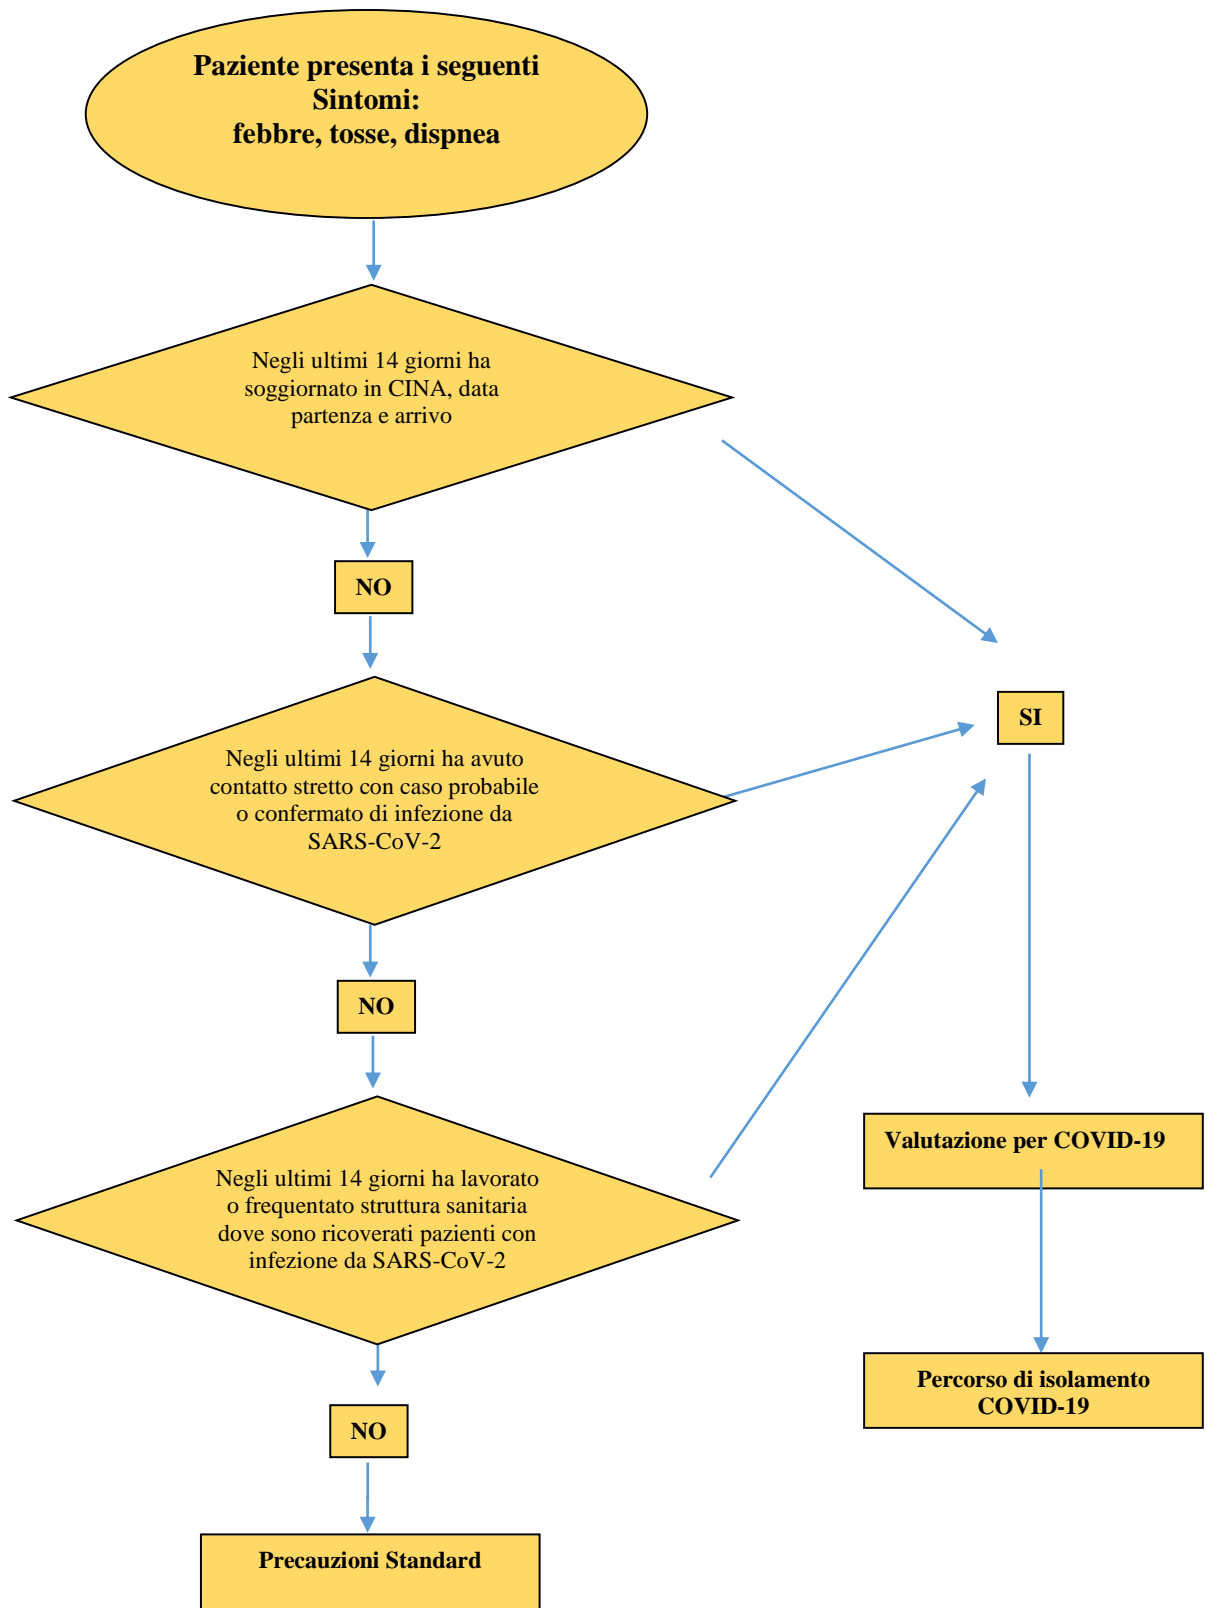 Paziente presenta i seguenti
Sintomi:
febbre, tosse, dispnea
Negli ultimi 14 giorni ha
soggiornato in CINA, data
partenza e arrivo
NO
SI
Negli ultimi 14 giorni ha avuto
contatto stretto con caso probabile
o confermato di infezione da
SARS-CoV-2
NO
Negli ultimi 14 giorni ha lavorato
o frequentato struttura sanitaria
dove sono ricoverati pazienti con
infezione da SARS-CoV-2
Valutazione per COVID-19
Percorso di isolamento
COVID-19
NO
Precauzioni Standard